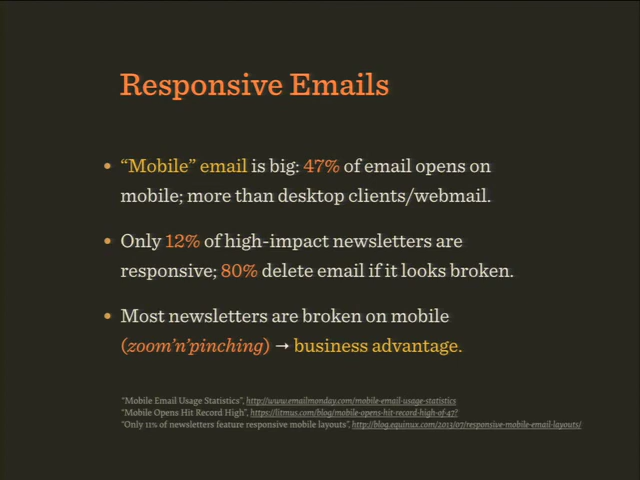 Responsive Emails
• “Mobile” email is big: 47% of email opens on
mobile; more than desktop clients/webmail.
• Only 12% of high-impact newsletters are
responsive; 80% delete email if it looks broken.
• Most newsletters are broken on mobile
(zoom’n’pinching) → business advantage.
“Mobile Email Usage Statistics”, http://www.emailmonday.com/mobile-email-usage-statistics
“Mobile Opens Hit Record High”, https://litmus.com/blog/mobile-opens-hit-record-high-of-47?
“Only 11% of newsletters feature responsive mobile layouts”, http://blog.equinux.com/2013/07/responsive-mobile-email-layouts/